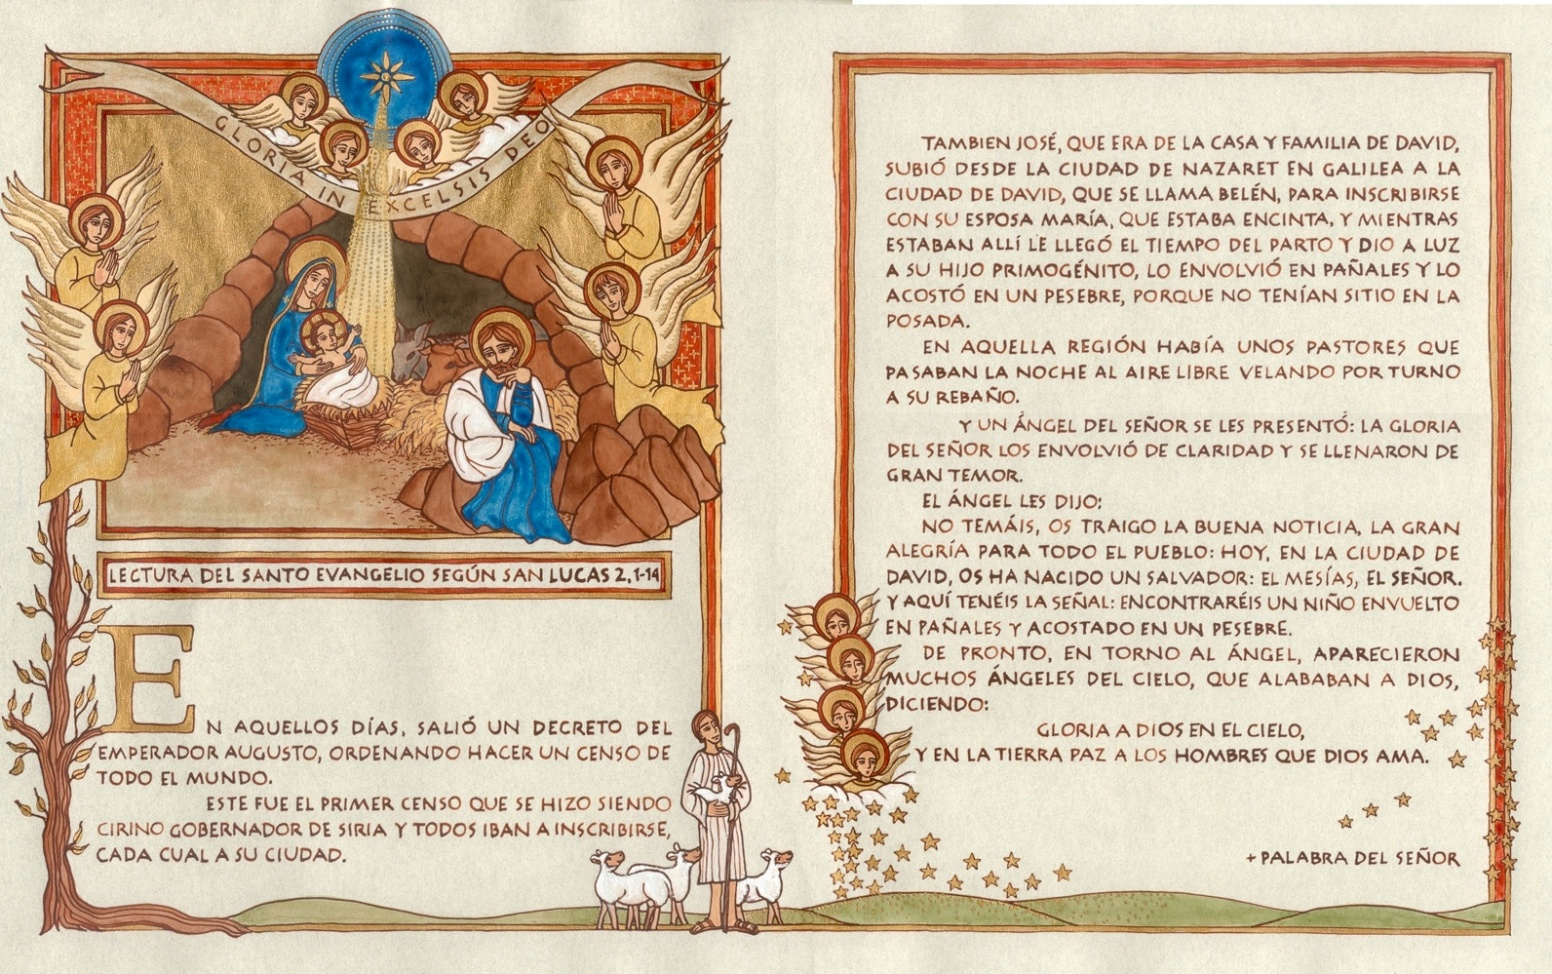 GLORIA IN EXCELSIS DEO
LECTURA DEL SANTO EVANGELIO SEGÚN SAN LUCAS 2, 1-14
EN AQUELLOS DÍAS, SALIÓ UN DECRETO DEL
EMPERADOR AUGUSTO, ORDENANDO HACER UN CENSO DE
TODO EL MUNDO.
ESTE FUE EL PRIMER CENSO QUE SE HIZO SIENDO
CIRINO GOBERNADOR DE SIRIA Y TODOS IBAN A INSCRIBIRSE,
CADA CUAL A SU CIUDAD.
TAMBIEN JOSÉ, QUE ERA DE LA CASA Y FAMILIA DE DAVID,
SUBIÓ DESDE LA CIUDAD DE NAZARET EN GALILEA A LA
CIUDAD DE DAVID, QUE SE LLAMA BELÉN, PARA INSCRIBIRSE
CON SU ESPOSA MARÍA, QUE ESTABA ENCINTA, Y MIENTRAS
ESTABAN ALLÍ LE LLEGÓ EL TIEMPO DEL PARTO Y DIO A LUZ
A SU HIJO PRIMOGÉNITO, LO ENVOLVIÓ EN PAÑALES Y LO
ACOSTÓ EN UN PESEBRE, PORQUE NO TENÍAN SITIO EN LA
POSADA.
EN AQUELLA REGIÓN HABÍA UNOS PASTORES QUE
PASABAN LA NOCHE AL AIRE LIBRE VELANDO POR TURNO
A SU REBAÑO.
Y UN ÁNGEL DEL SEÑOR SE LES PRESENTÓ: LA GLORIA
DEL SEÑOR LOS ENVOLVIÓ DE CLARIDAD Y SE LLENARON DE
GRAN TEMOR.
EL ÁNGEL LES DIJO:
NO TEMÁIS, OS TRAIGO LA BUENA NOTICIA, LA GRAN
ALEGRÍA PARA TODO EL PUEBLO: HOY, EN LA CIUDAD DE
DAVID, OS HA NACIDO UN SALVADOR: EL MESÍAS, EL SEÑOR.
Y AQUÍ TENÉIS LA SEÑAL: ENCONTRARÉIS UN NIÑO ENVUELTO
EN PAÑALES Y ACOSTADO EN UN PESEBRE.
DE PRONTO, EN TORNO AL ÁNGEL, APARECIERON
MUCHOS ÁNGELES DEL CIELO, QUE ALABABAN A DIOS,
DICIENDO:
GLORIA A DIOS EN EL CIELO,
Y EN LA TIERRA PAZ A LOS HOMBRES QUE DIOS AMA.
+ PALABRA DEL SEÑOR